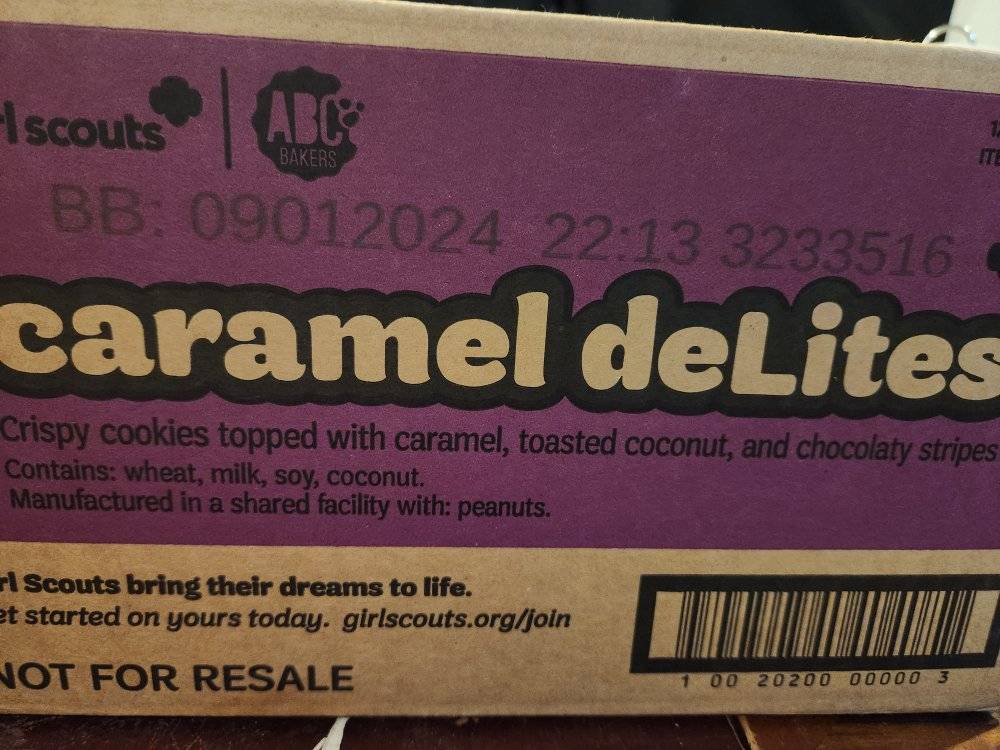 rl scouts
ABC
BAKERS
BB: 09012024 22:13 3233516
caramel deLites
Crispy cookies topped with caramel, toasted coconut, and chocolaty stripes
Contains: wheat, milk, soy, coconut.
Manufactured in a shared facility with: peanuts.
rl Scouts bring their dreams to life.
et started on yours today. girlscouts.org/join
NOT FOR RESALE
1 00 20200 00000 3